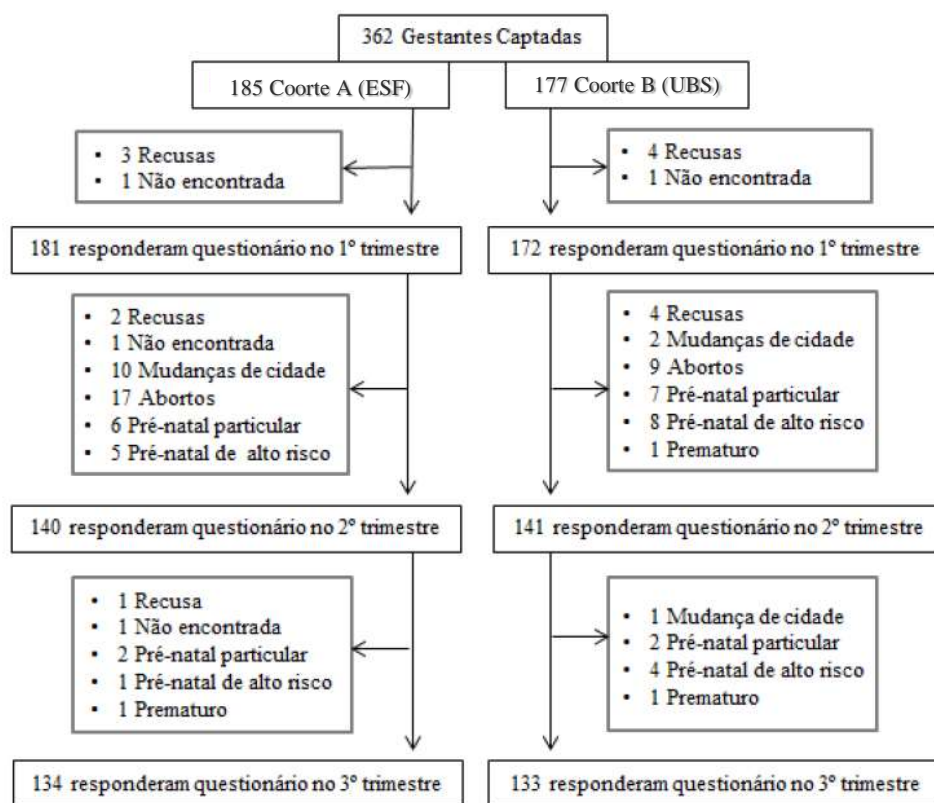 362 Gestantes Captadas
185 Coorte A (ESF)
177 Coorte B (UBS)
• 3 Recusas
• 1 Não encontrada
• 4 Recusas
• 1 Não encontrada
181 responderam questionário no 1º trimestre
172 responderam questionário no 1º trimestre
• 2 Recusas
• 1 Não encontrada
• 10 Mudanças de cidade
• 17 Abortos
• 6 Pré-natal particular
• 5 Pré-natal de alto risco
• 4 Recusas
• 2 Mudanças de cidade
• 9 Abortos
• 7 Pré-natal particular
• 8 Pré-natal de alto risco
• 1 Prematuro
140 responderam questionário no 2º trimestre
141 responderam questionário no 2º trimestre
• 1 Recusa
• 1 Não encontrada
• 2 Pré-natal particular
• 1 Pré-natal de alto risco
• 1 Prematuro
• 1 Mudança de cidade
• 2 Pré-natal particular
• 4 Pré-natal de alto risco
• 1 Prematuro
134 responderam questionário no 3º trimestre
133 responderam questionário no 3º trimestre